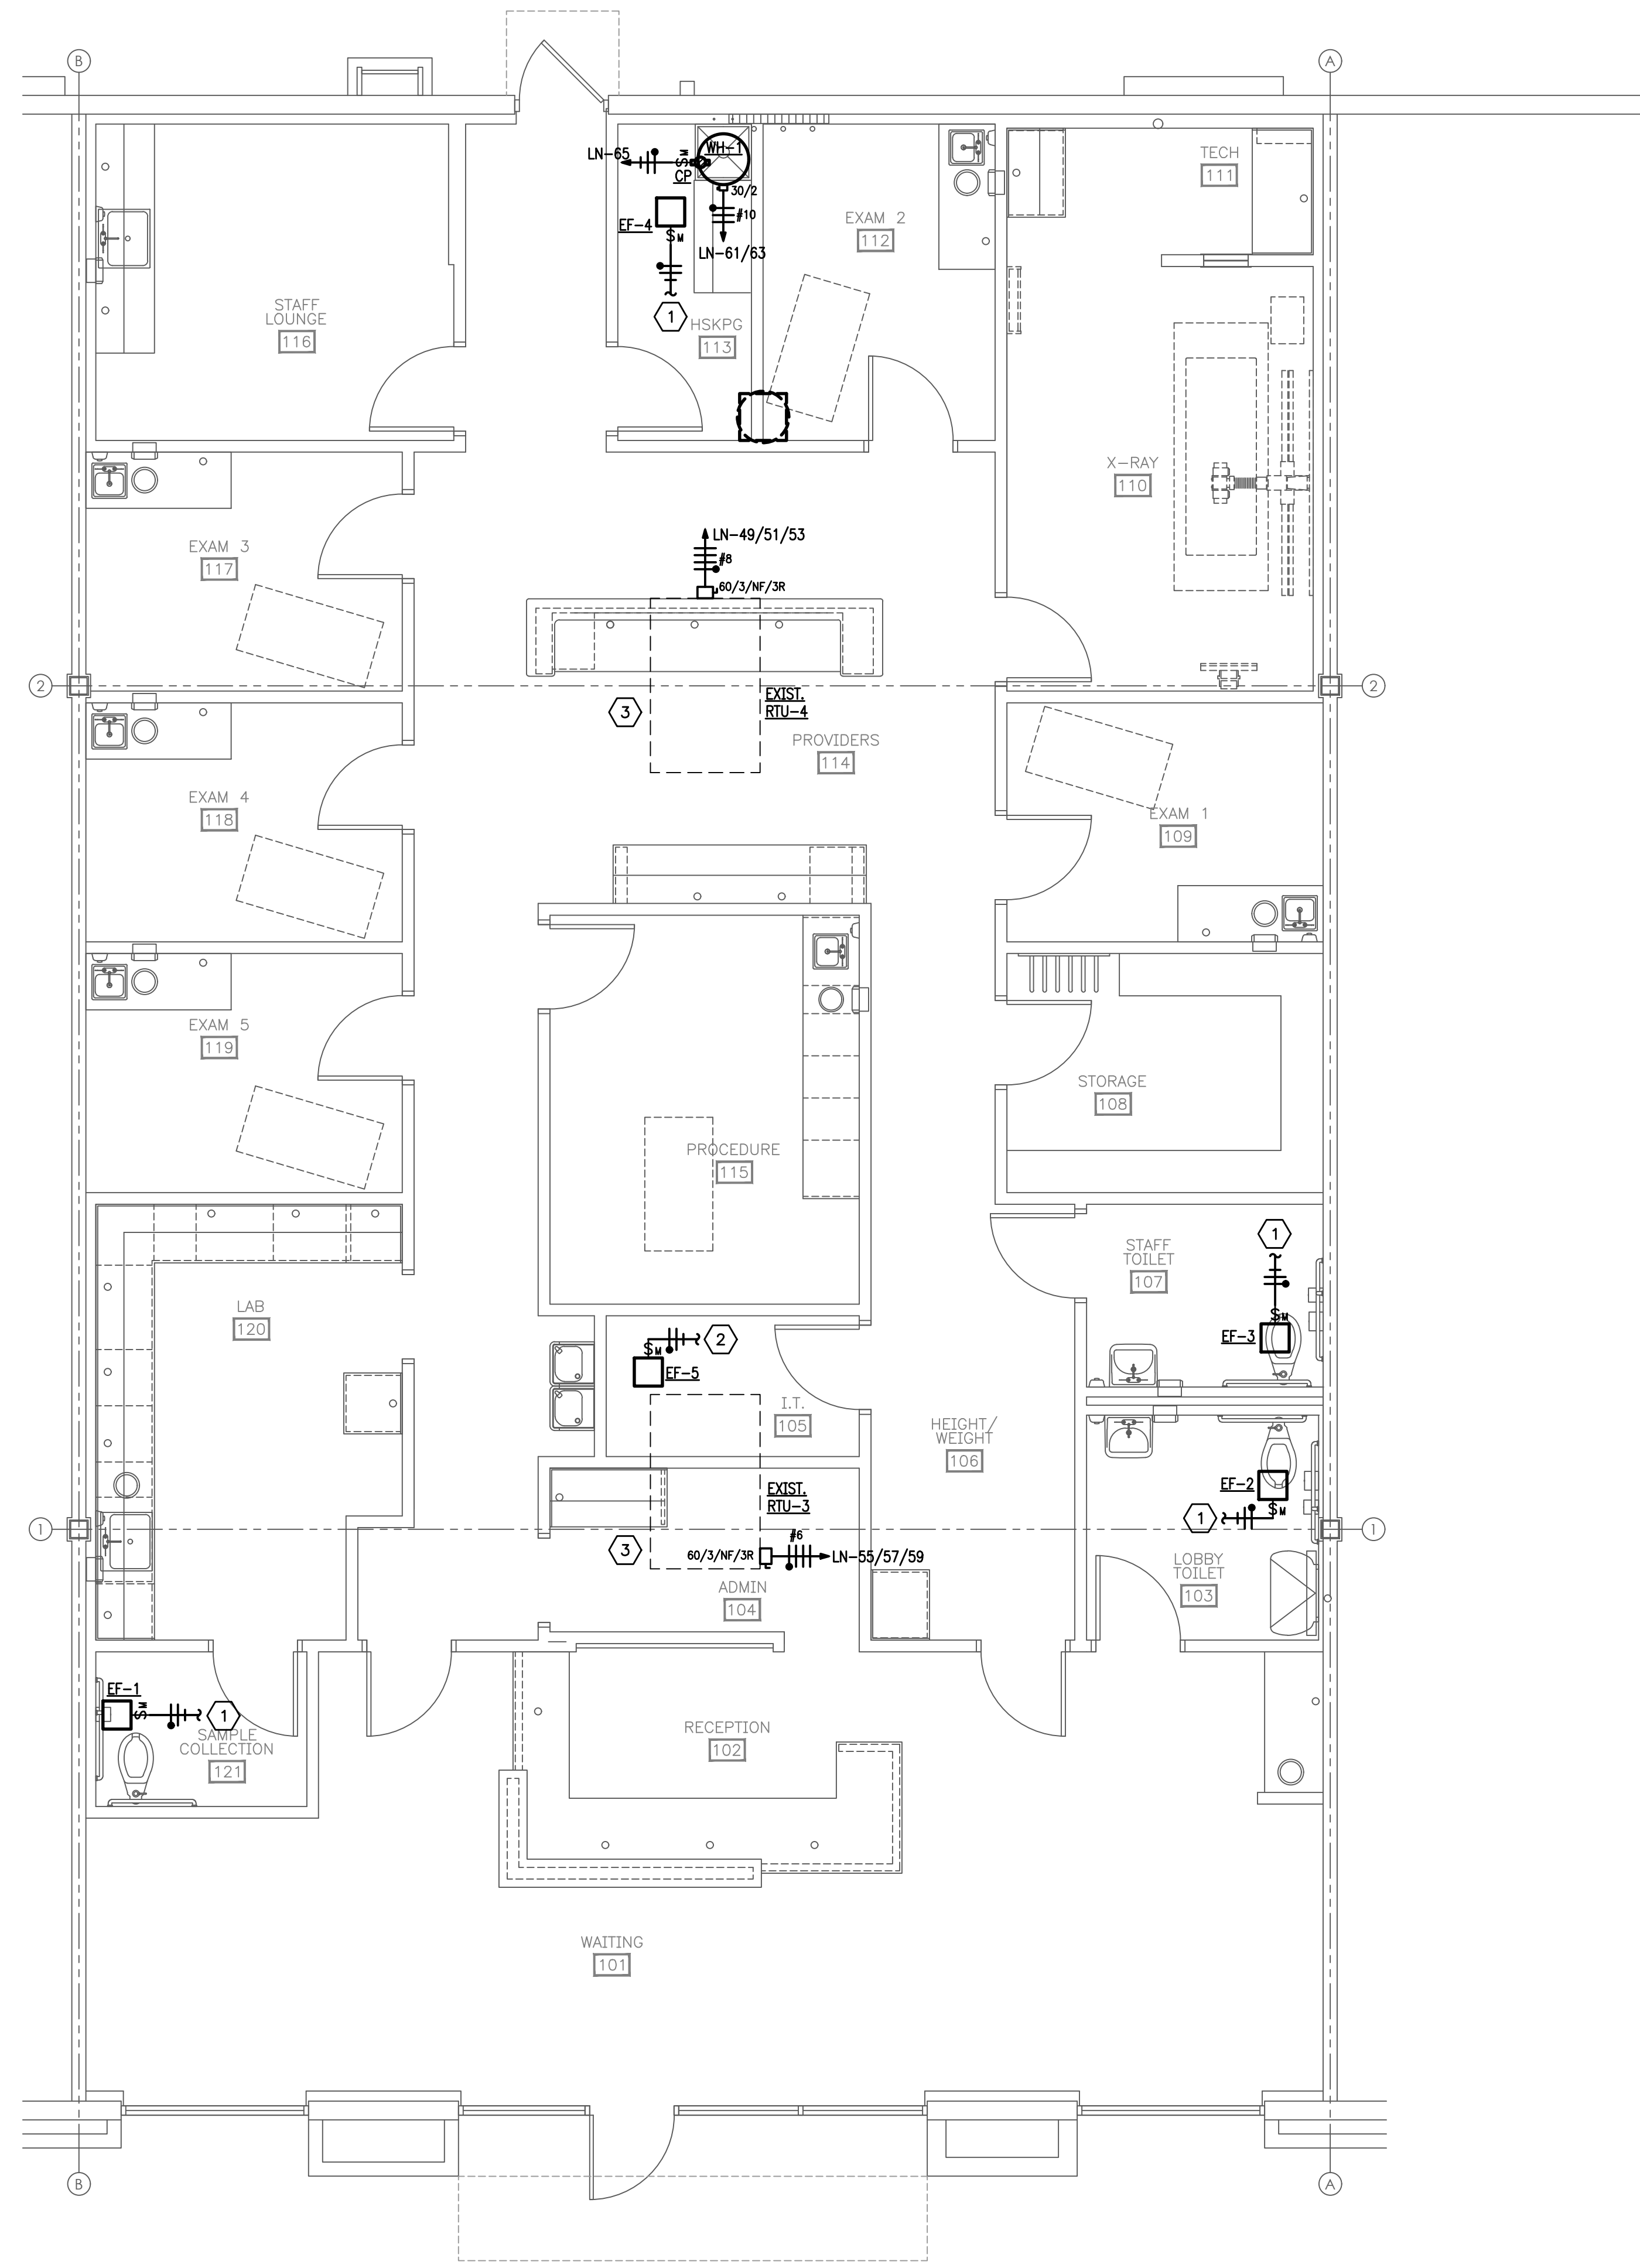 B
A
LN-65
S M
CP
WH-1
30/2
#10
LN-61/63
EF-4
S M
1
HSKPG
113
EXAM 2
112
TECH
111
STAFF
LOUNGE
116
X-RAY
110
EXAM 3
117
LN-49/51/53
#8
60/3/NF/3R
2
2
3
EXIST.
RTU-4
PROVIDERS
114
EXAM 4
118
EXAM 1
109
EXAM 5
119
STORAGE
108
PROCEDURE
115
STAFF
TOILET
107
1
S M
EF-3
LAB
120
S M
2
EF-5
I.T.
105
HEIGHT/
WEIGHT
106
EF-2
S M
1
EXIST.
RTU-3
1
1
3
#6
60/3/NF/3R
LN-55/57/59
ADMIN
104
LOBBY
TOILET
103
EF-1
S M
1
SAMPLE
COLLECTION
121
RECEPTION
102
WAITING
101
B
A